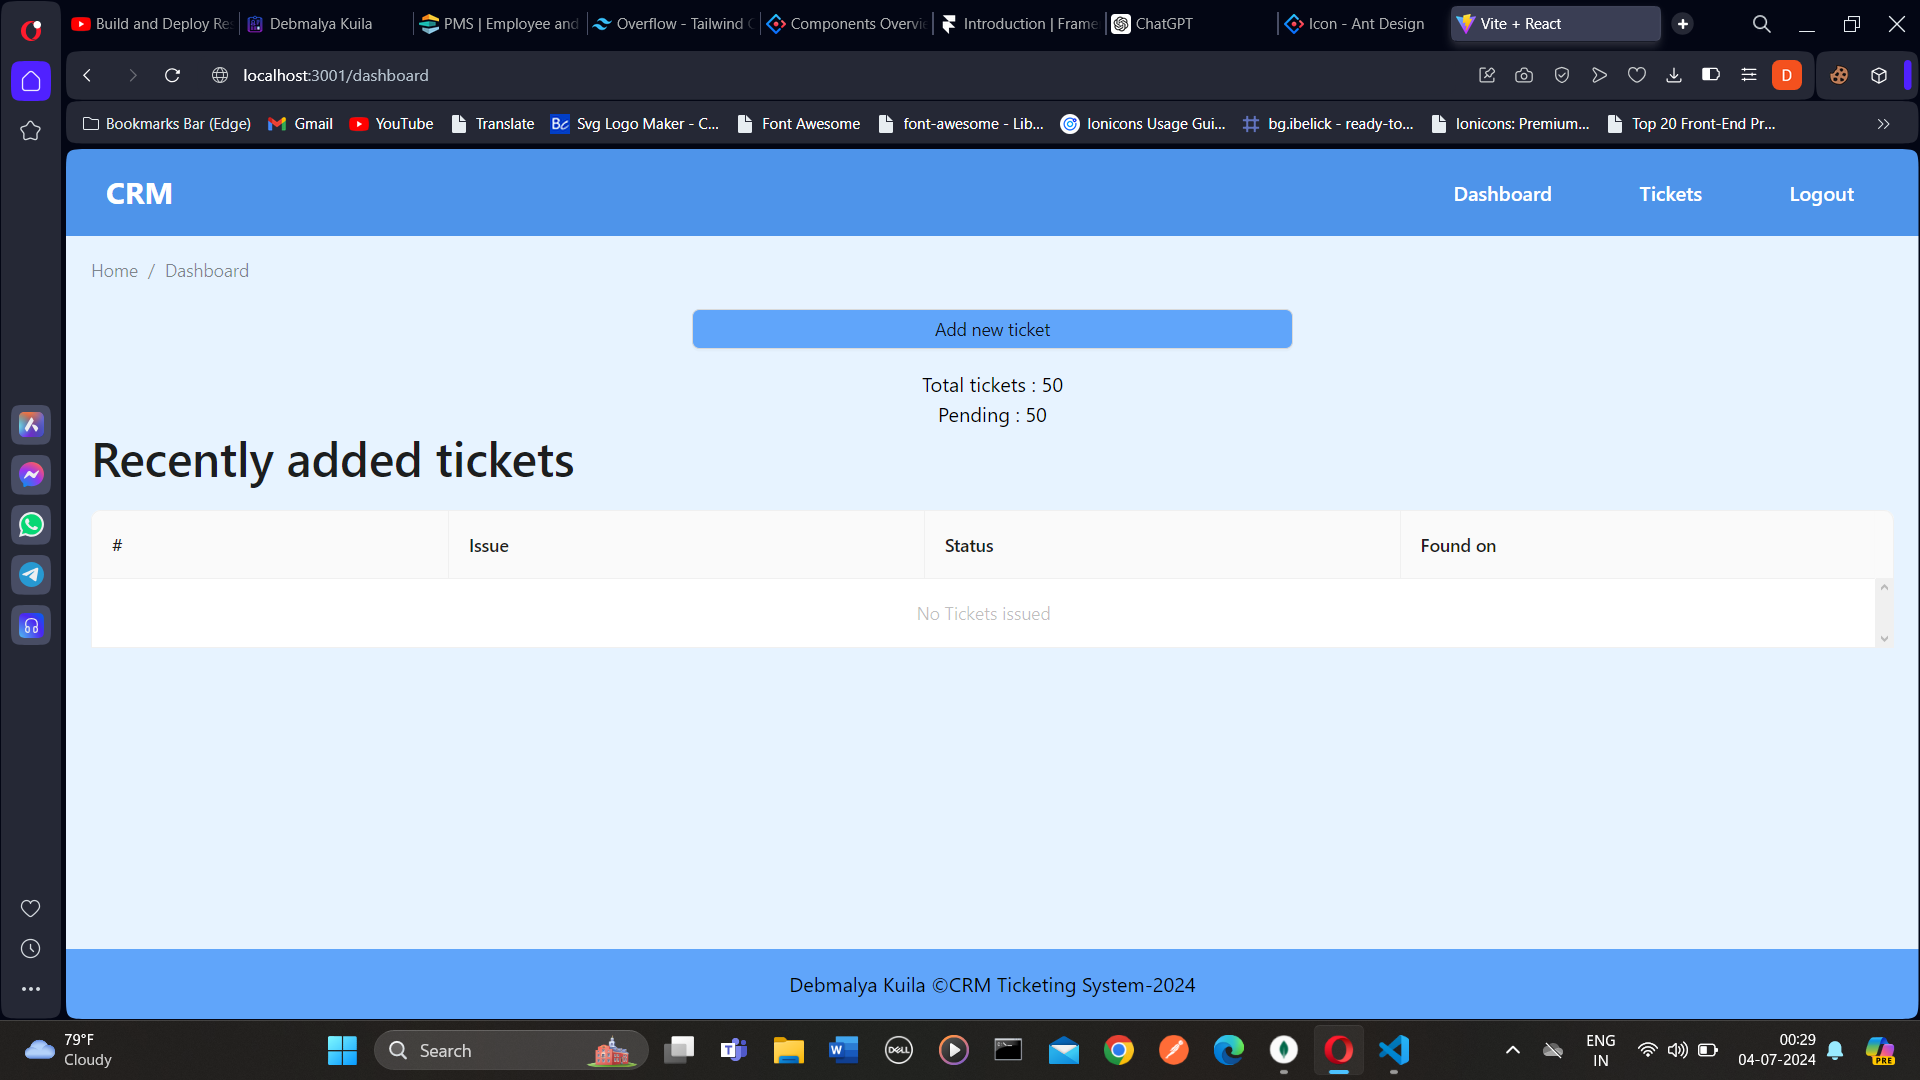 Build and Deploy Re
Debmalya Kuila
PMS | Employee and
Overflow - Tailwind
Components Overvi
Introduction | Frame
ChatGPT
Icon - Ant Design
Vite + React
localhost:3001/dashboard
D
Bookmarks Bar (Edge)
Gmail
YouTube
Translate
Bc
Svg Logo Maker - C...
Font Awesome
font-awesome - Lib...
Ionicons Usage Gui...
bg.ibelick - ready-to...
Ionicons: Premium...
Top 20 Front-End Pr...
CRM
Dashboard
Tickets
Logout
Home / Dashboard
Add new ticket
Total tickets : 50
Pending : 50
Recently added tickets
# Issue Status Found on
No Tickets issued
Debmalya Kuila ©CRM Ticketing System-2024
79°F
Cloudy
Search
DELL
ENG
IN
00:29
04-07-2024
PRE